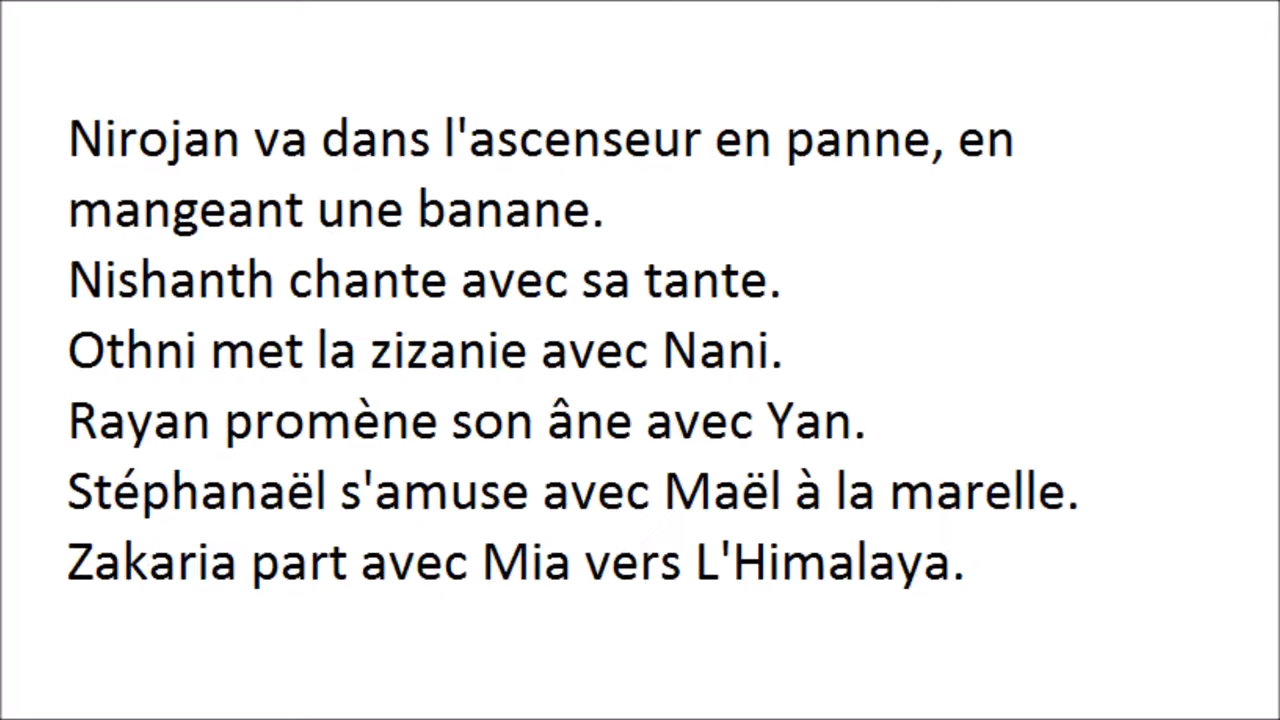 Nirojan va dans l'ascenseur en panne, en
mangeant une banane.
Nishanth chante avec sa tante.
Othni met la zizanie avec Nani.
Rayan promène son âne avec Yan.
Stéphanaël s'amuse avec Maël à la marelle.
Zakaria part avec Mia vers L'Himalaya.